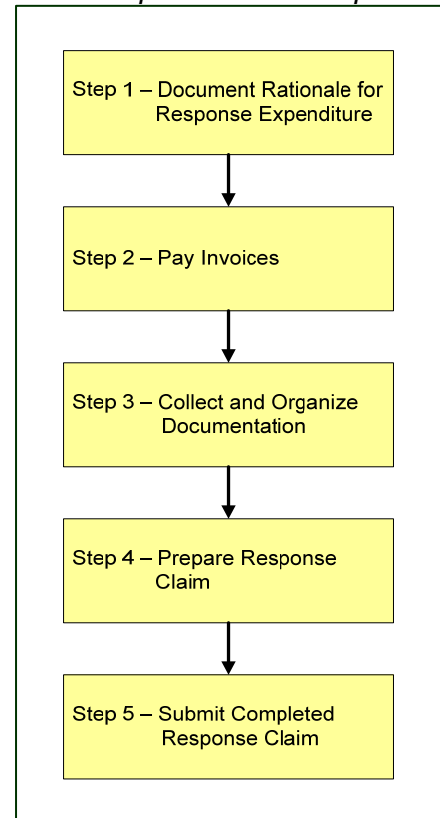 Step 1 – Document Rationale for
Response Expenditure
Step 2 – Pay Invoices
Step 3 – Collect and Organize
Documentation
Step 4 – Prepare Response
Claim
Step 5 – Submit Completed
Response Claim